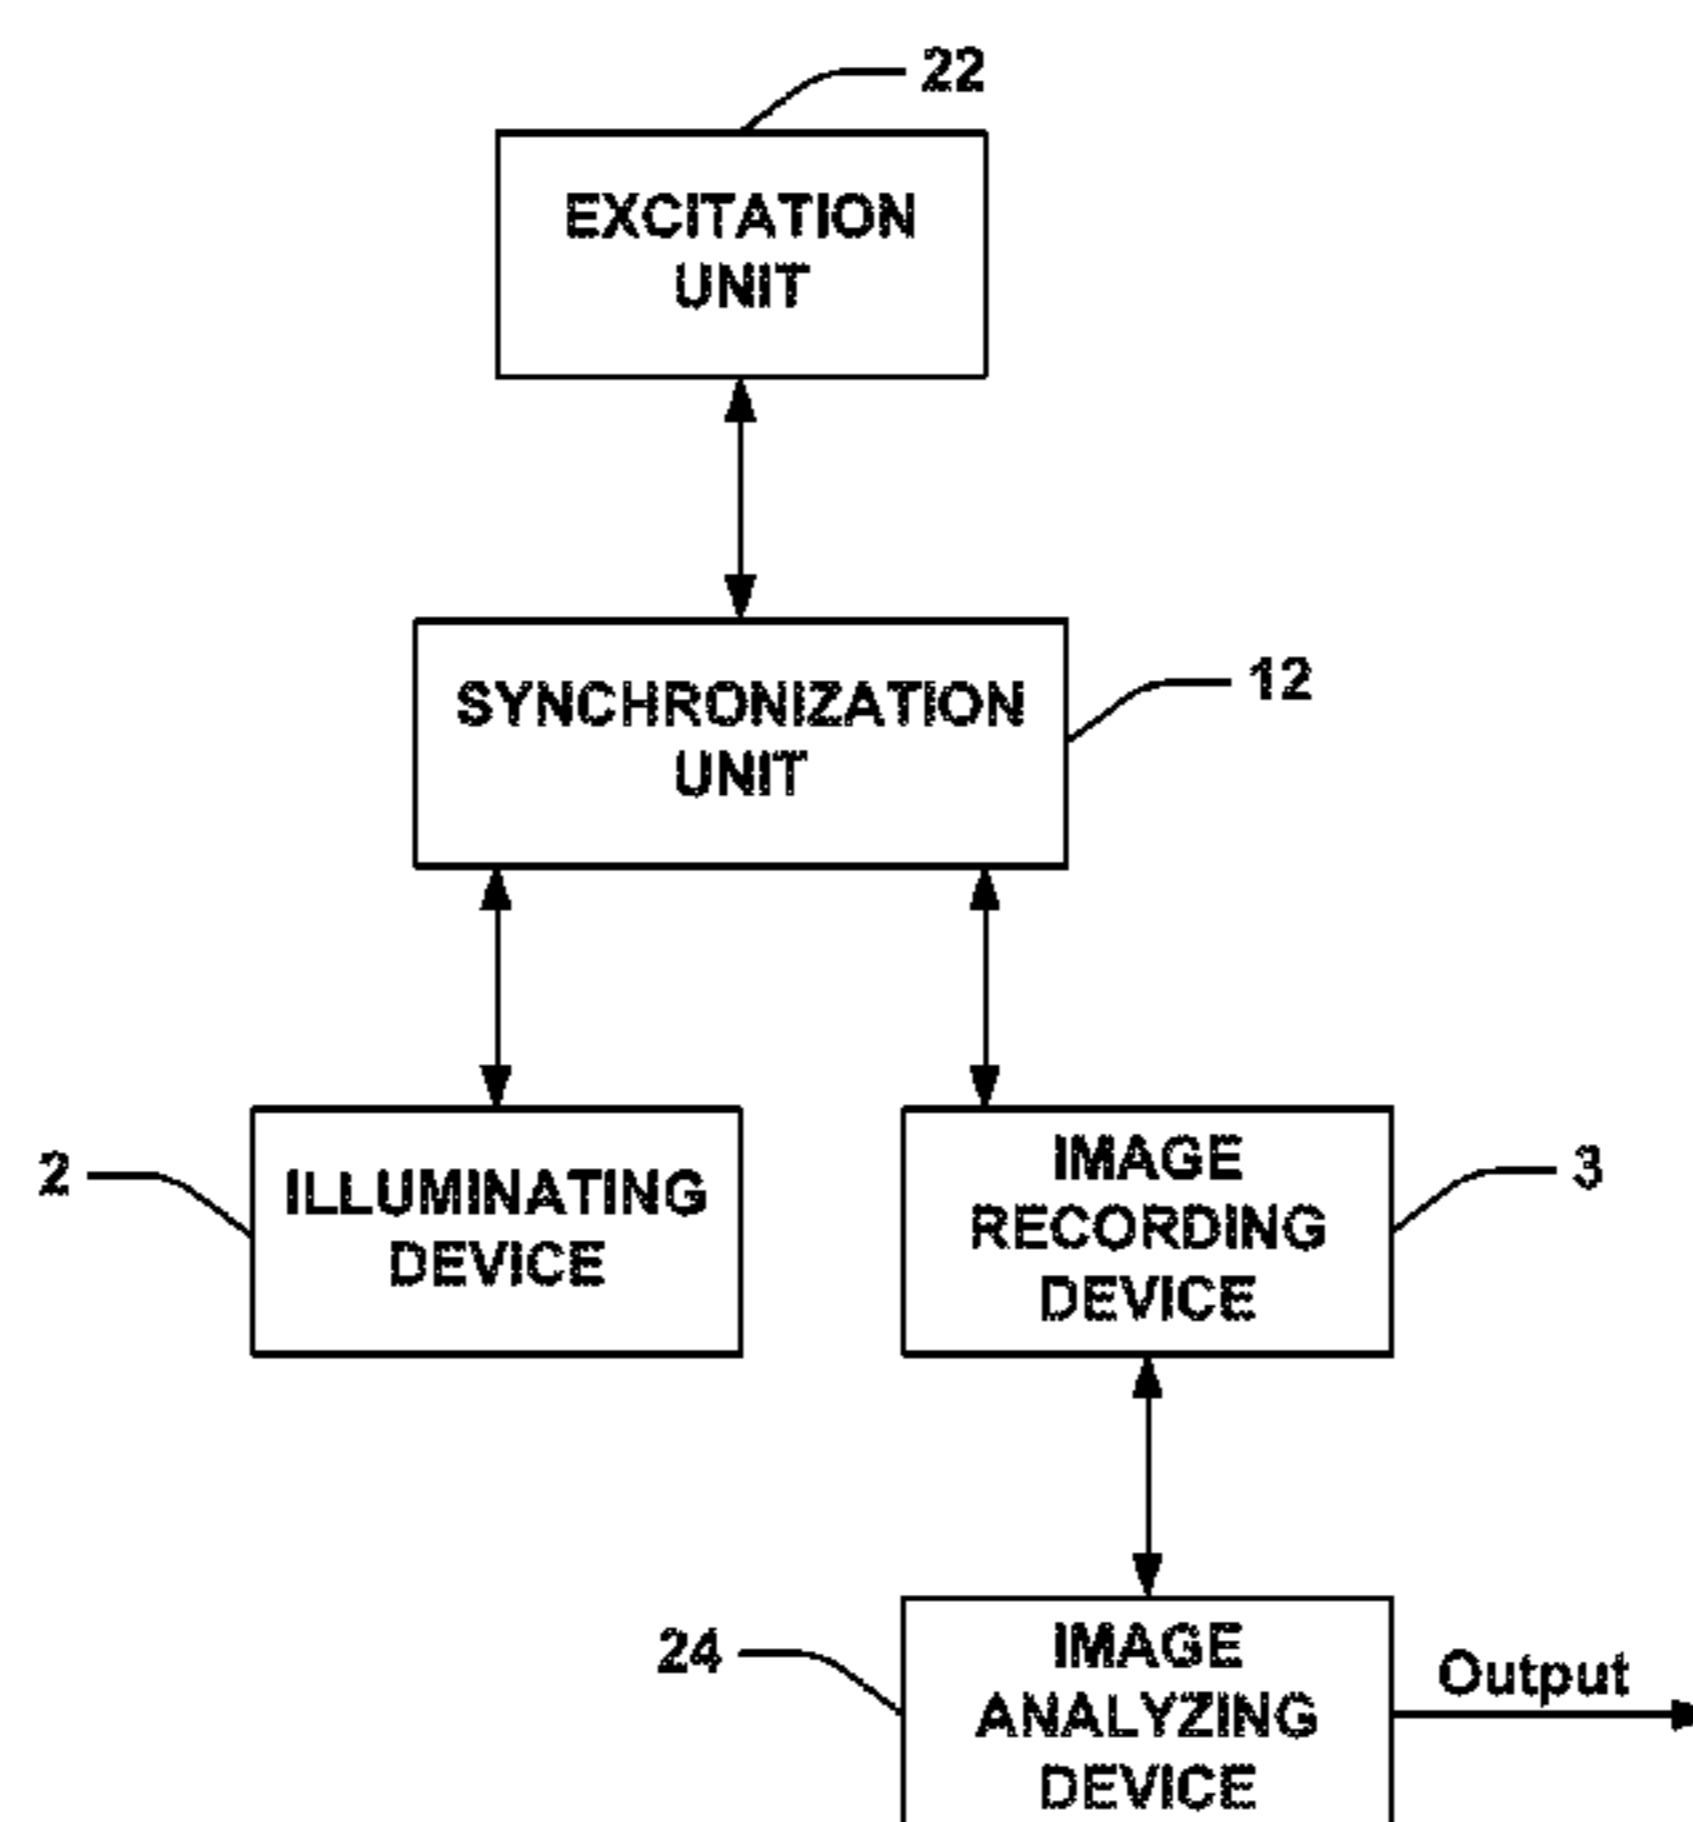 22
EXCITATION
UNIT
SYNCHRONIZATION
UNIT
12
2
ILLUMINATING
DEVICE
IMAGE
RECORDING
DEVICE
3
24
IMAGE
ANALYZING
DEVICE
Output